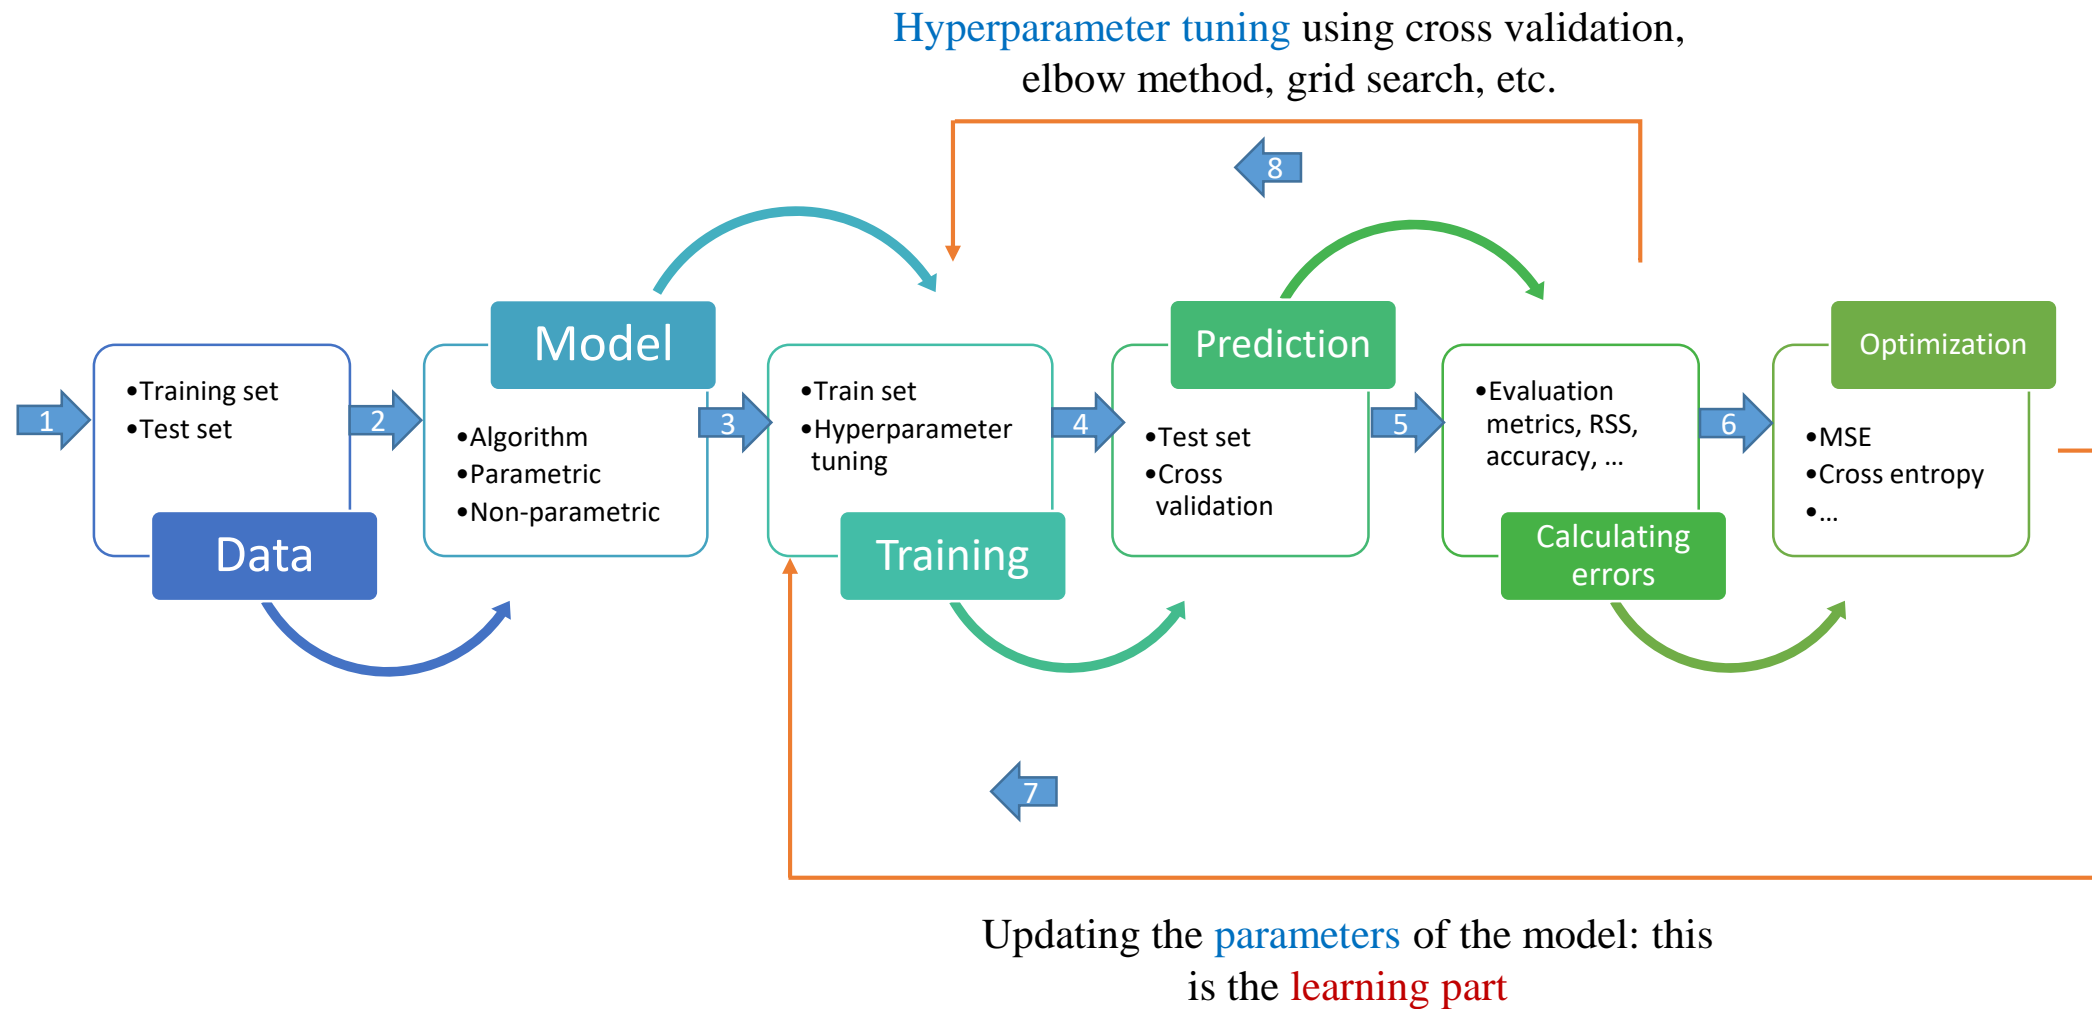 Hyperparameter tuning using cross validation,
elbow method, grid search, etc.
8
1
•Training set
•Test set
Data
2
Model
•Algorithm
•Parametric
•Non-parametric
3
•Train set
•Hyperparameter
tuning
Training
4
Prediction
•Test set
•Cross
validation
5
•Evaluation
metrics, RSS,
accuracy, ...
Calculating
errors
6
Optimization
•MSE
•Cross entropy
•...
7
Updating the parameters of the model: this
is the learning part